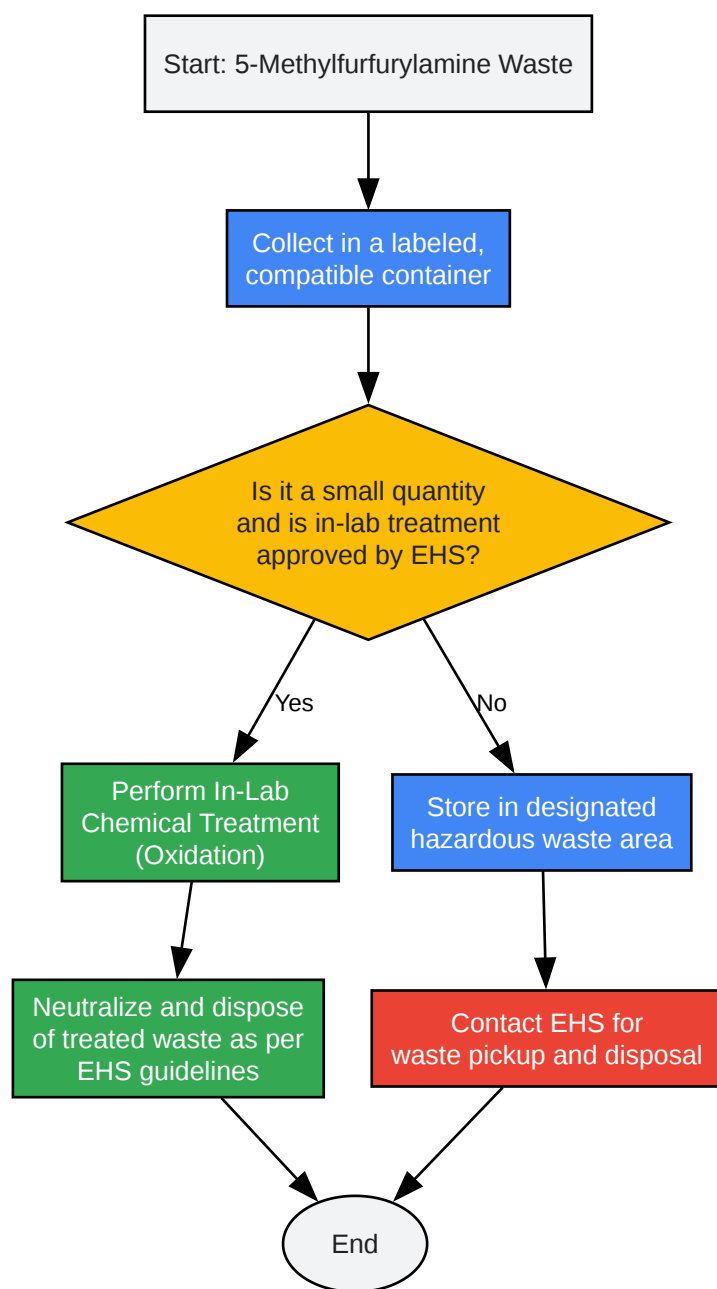 Start: 5-Methylfurfurylamine Waste
Collect in a labeled,
compatible container
Is it a small quantity
and is in-lab treatment
approved by EHS?
Yes
No
Perform In-Lab
Chemical Treatment
(Oxidation)
Store in designated
hazardous waste area
Neutralize and dispose
of treated waste as per
EHS guidelines
Contact EHS for
waste pickup and disposal
End